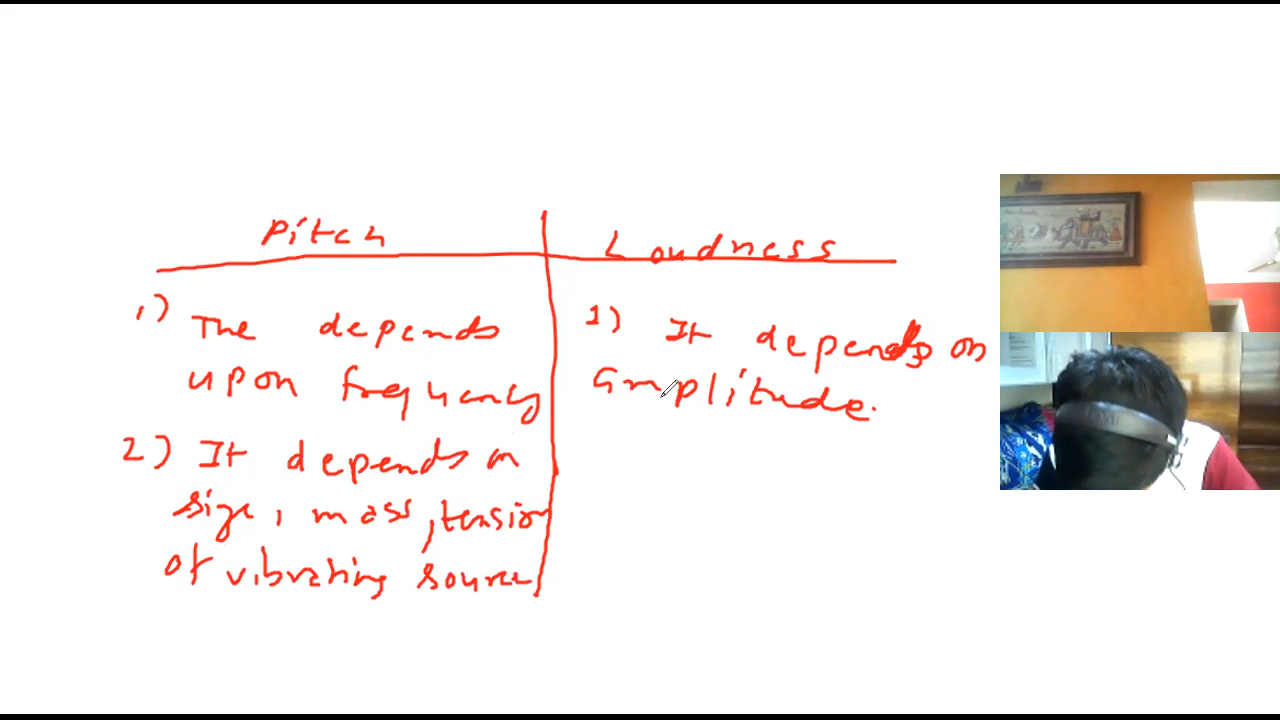 Pitch
Loudness
1) The depends
upon frequency
2) It depends on
size, mass, tension
of vibrating source
1) It depends on
amplitude.